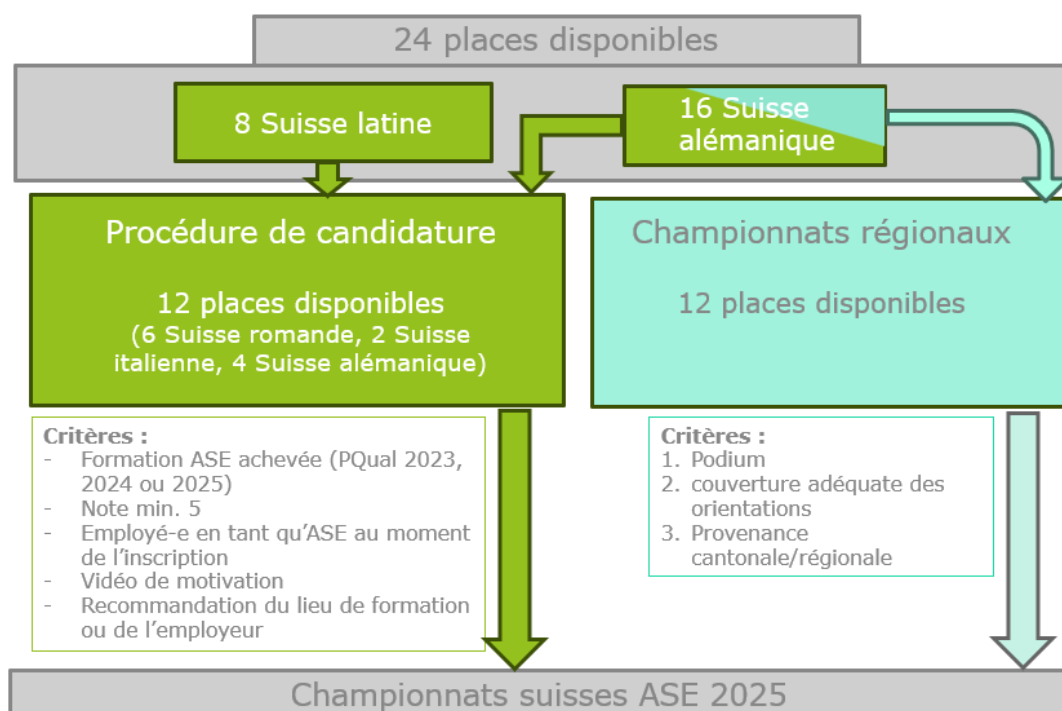 24 places disponibles
8 Suisse latine
16 Suisse
alémanique
Procédure de candidature
12 places disponibles
(6 Suisse romande, 2 Suisse
italienne, 4 Suisse alémanique)
Championnats régionaux
12 places disponibles
Critères :
- Formation ASE achevée (PQual 2023,
2024 ou 2025)
- Note min. 5
- Employé-e en tant qu’ASE au moment
de l’inscription
- Vidéo de motivation
- Recommandation du lieu de formation
ou de l’employeur
Critères :
1. Podium
2. couverture adéquate des
orientations
3. Provenance
cantonale/régionale
Championnats suisses ASE 2025